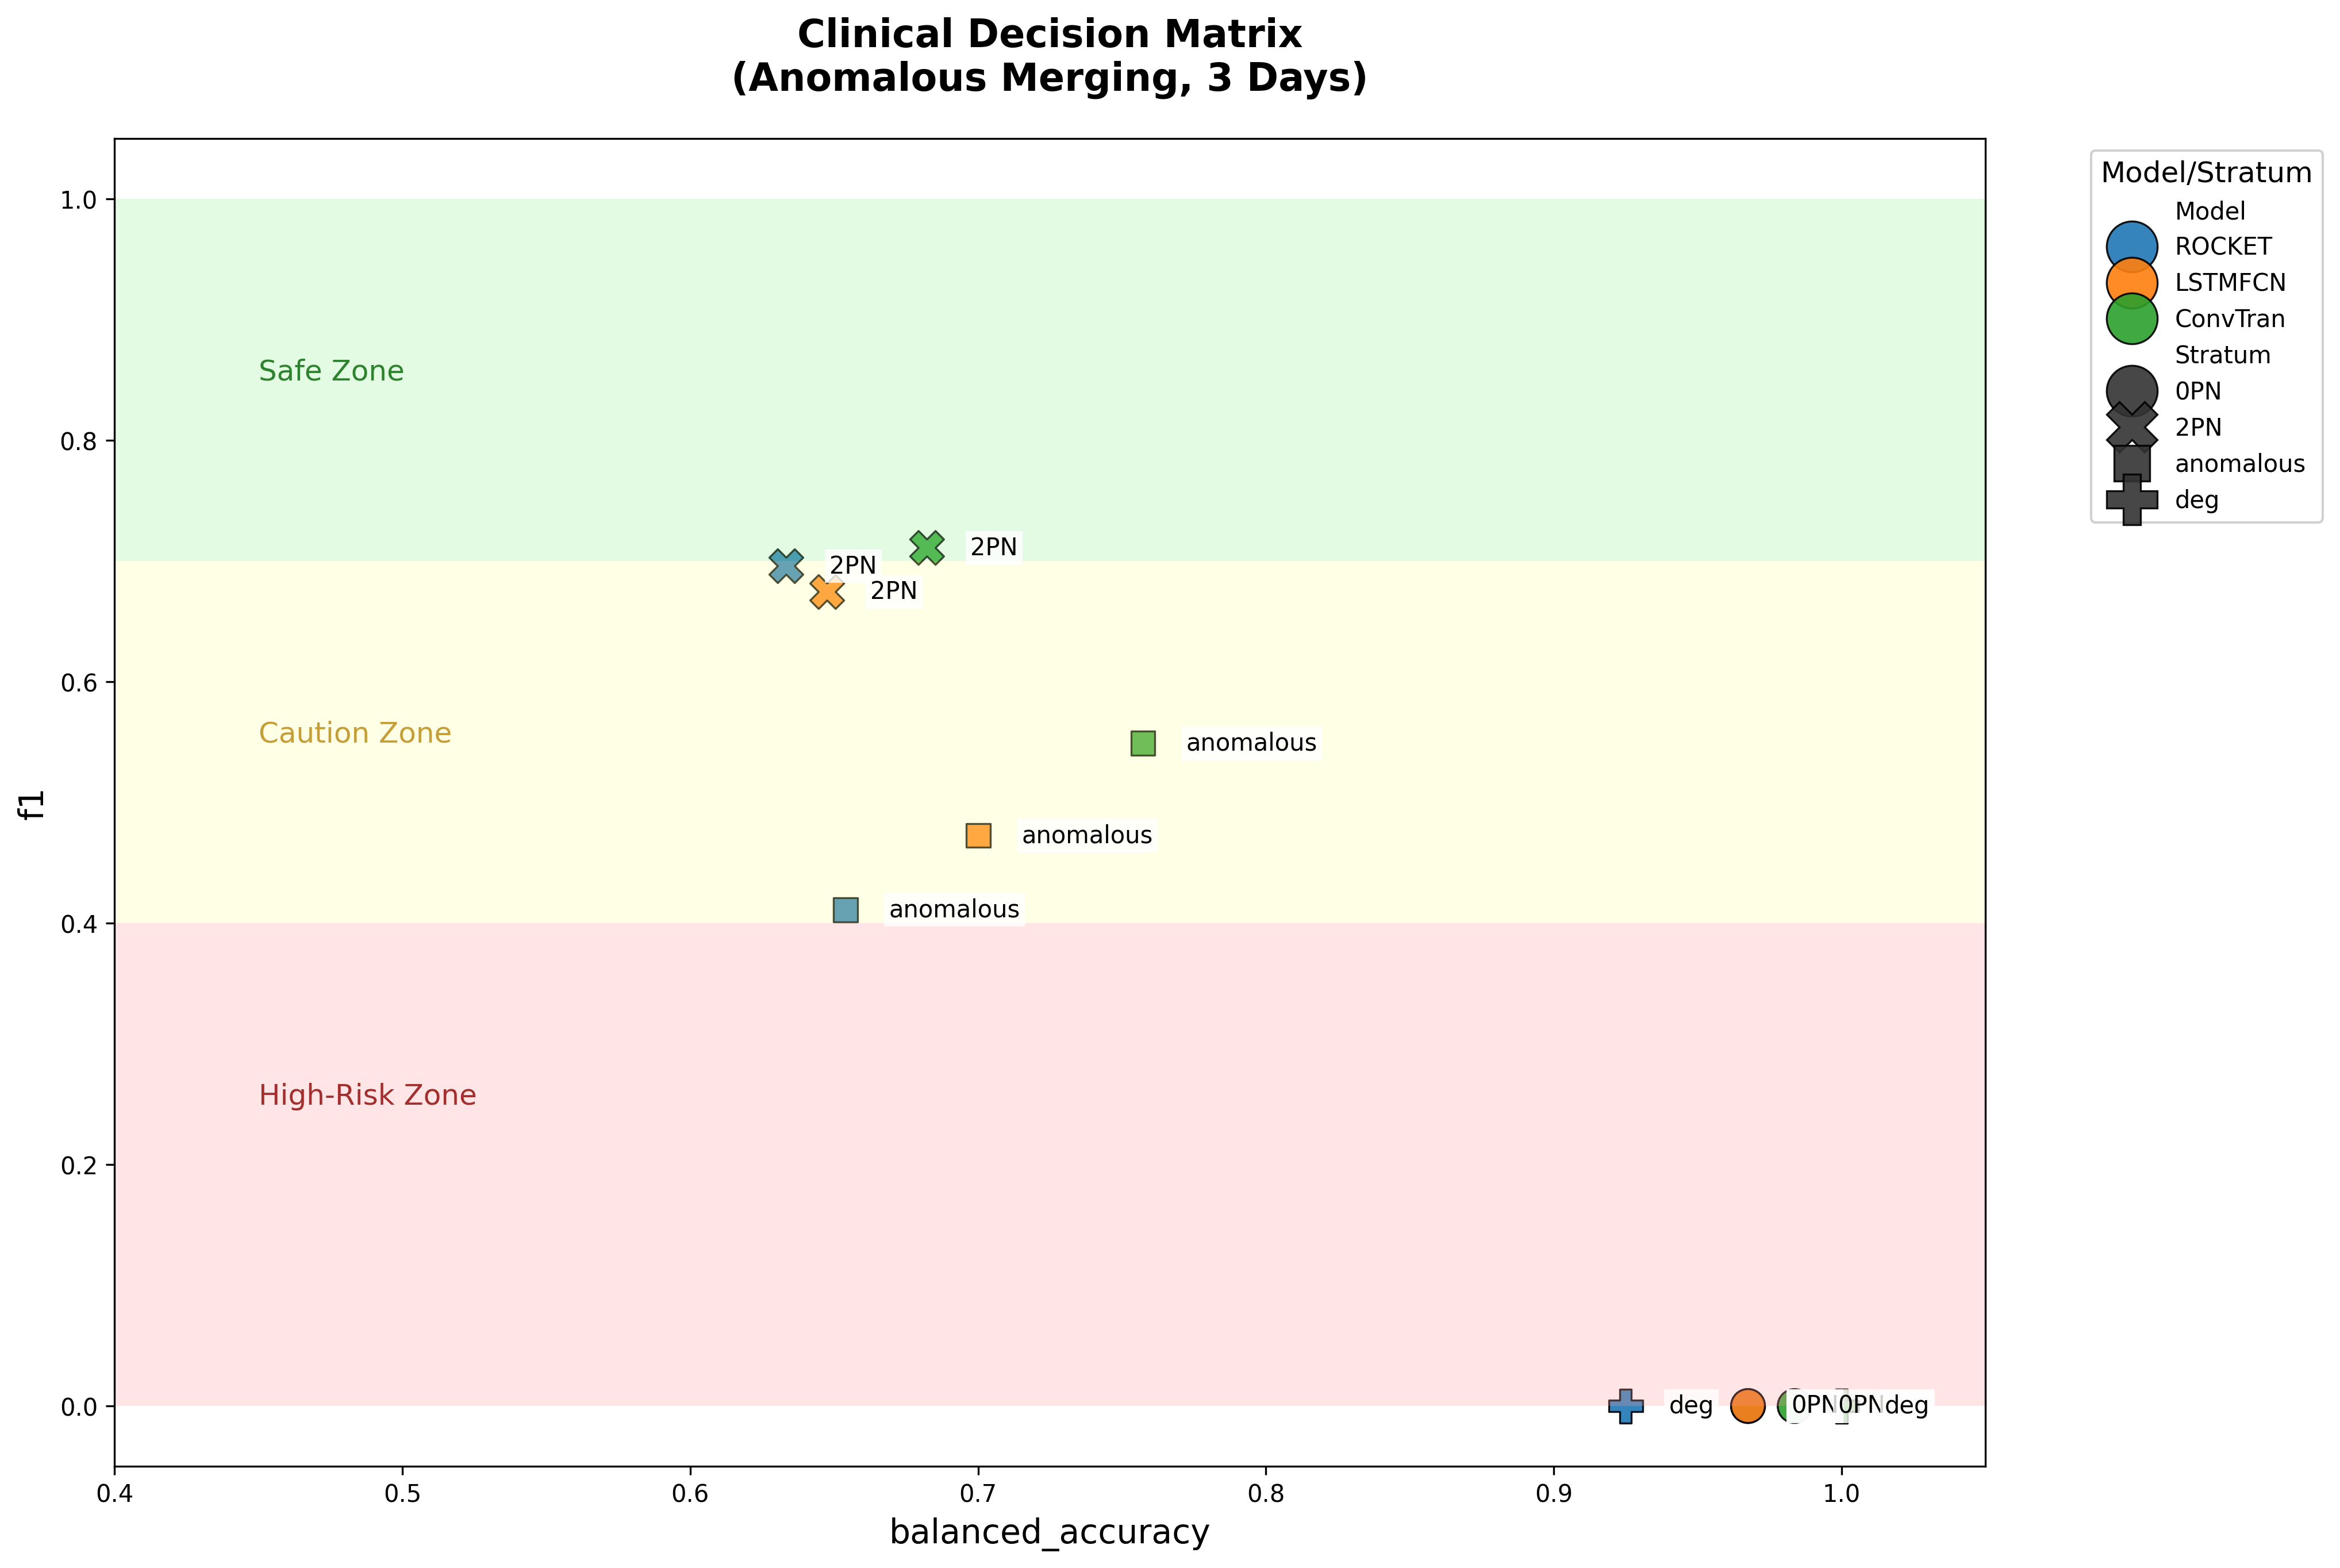 Clinical Decision Matrix
(Anomalous Merging, 3 Days)
Model/Stratum
Model
ROCKET
LSTMFCN
ConvTran
Stratum
0PN
2PN
anomalous
deg
f1
1.0
0.8
0.6
0.4
0.2
0.0
Safe Zone
2PN
2PN
2PN
Caution Zone
anomalous
anomalous
anomalous
High-Risk Zone
deg
0PN
0PN
deg
0.4
0.5
0.6
0.7
0.8
0.9
1.0
balanced_accuracy